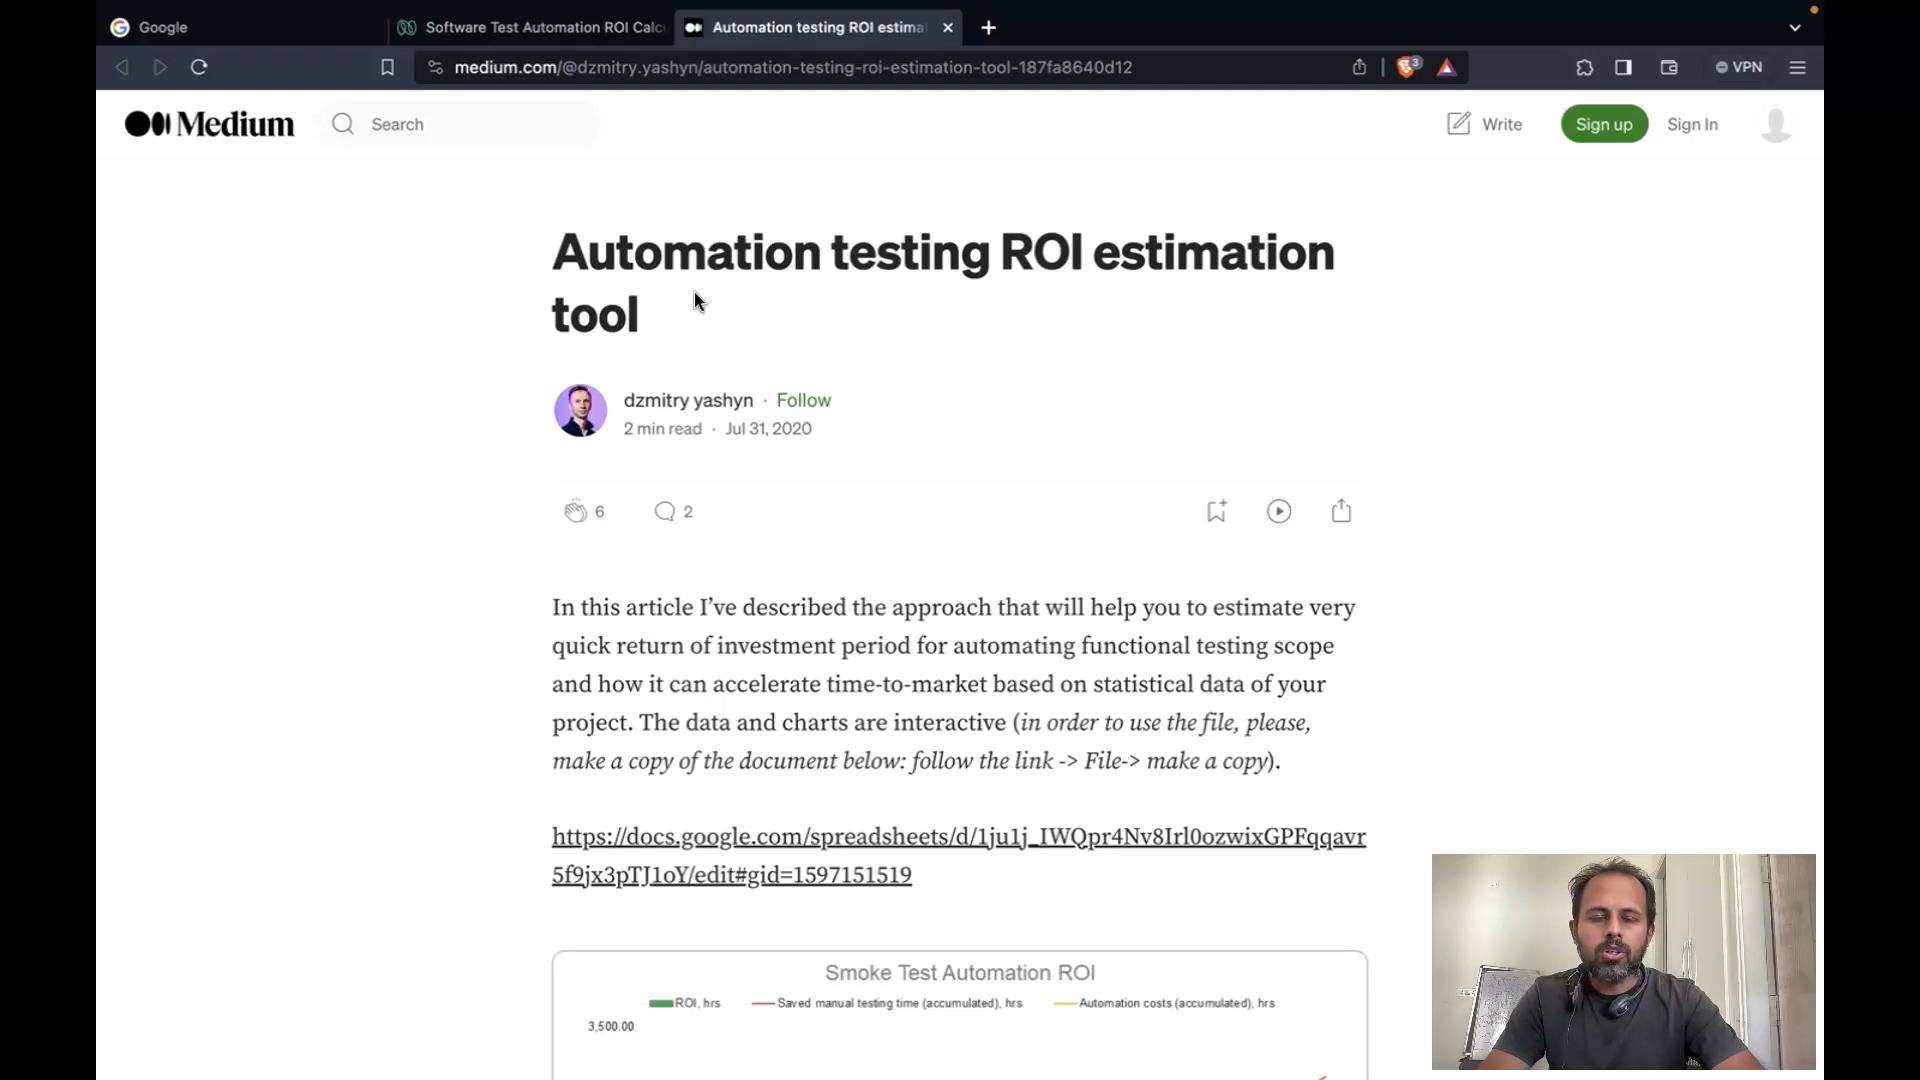 Google
Software Test Automation ROI Calc
Automation testing ROI estima
medium.com/@dzmitry.yashyn/automation-testing-roi-estimation-tool-187fa8640d12
3
VPN
Medium
Search
Write
Sign up
Sign In
Automation testing ROI estimation
tool
dzmitry yashyn · Follow
2 min read · Jul 31, 2020
6
2
In this article I’ve described the approach that will help you to estimate very
quick return of investment period for automating functional testing scope
and how it can accelerate time-to-market based on statistical data of your
project. The data and charts are interactive (in order to use the file, please,
make a copy of the document below: follow the link -> File-> make a copy).
https://docs.google.com/spreadsheets/d/1ju1j_IWQpr4Nv8Irl0ozwixGPFqqavr
5f9jx3pTJ1oY/edit#gid=1597151519
Smoke Test Automation ROI
ROI, hrs
Saved manual testing time (accumulated), hrs
Automation costs (accumulated), hrs
3,500.00